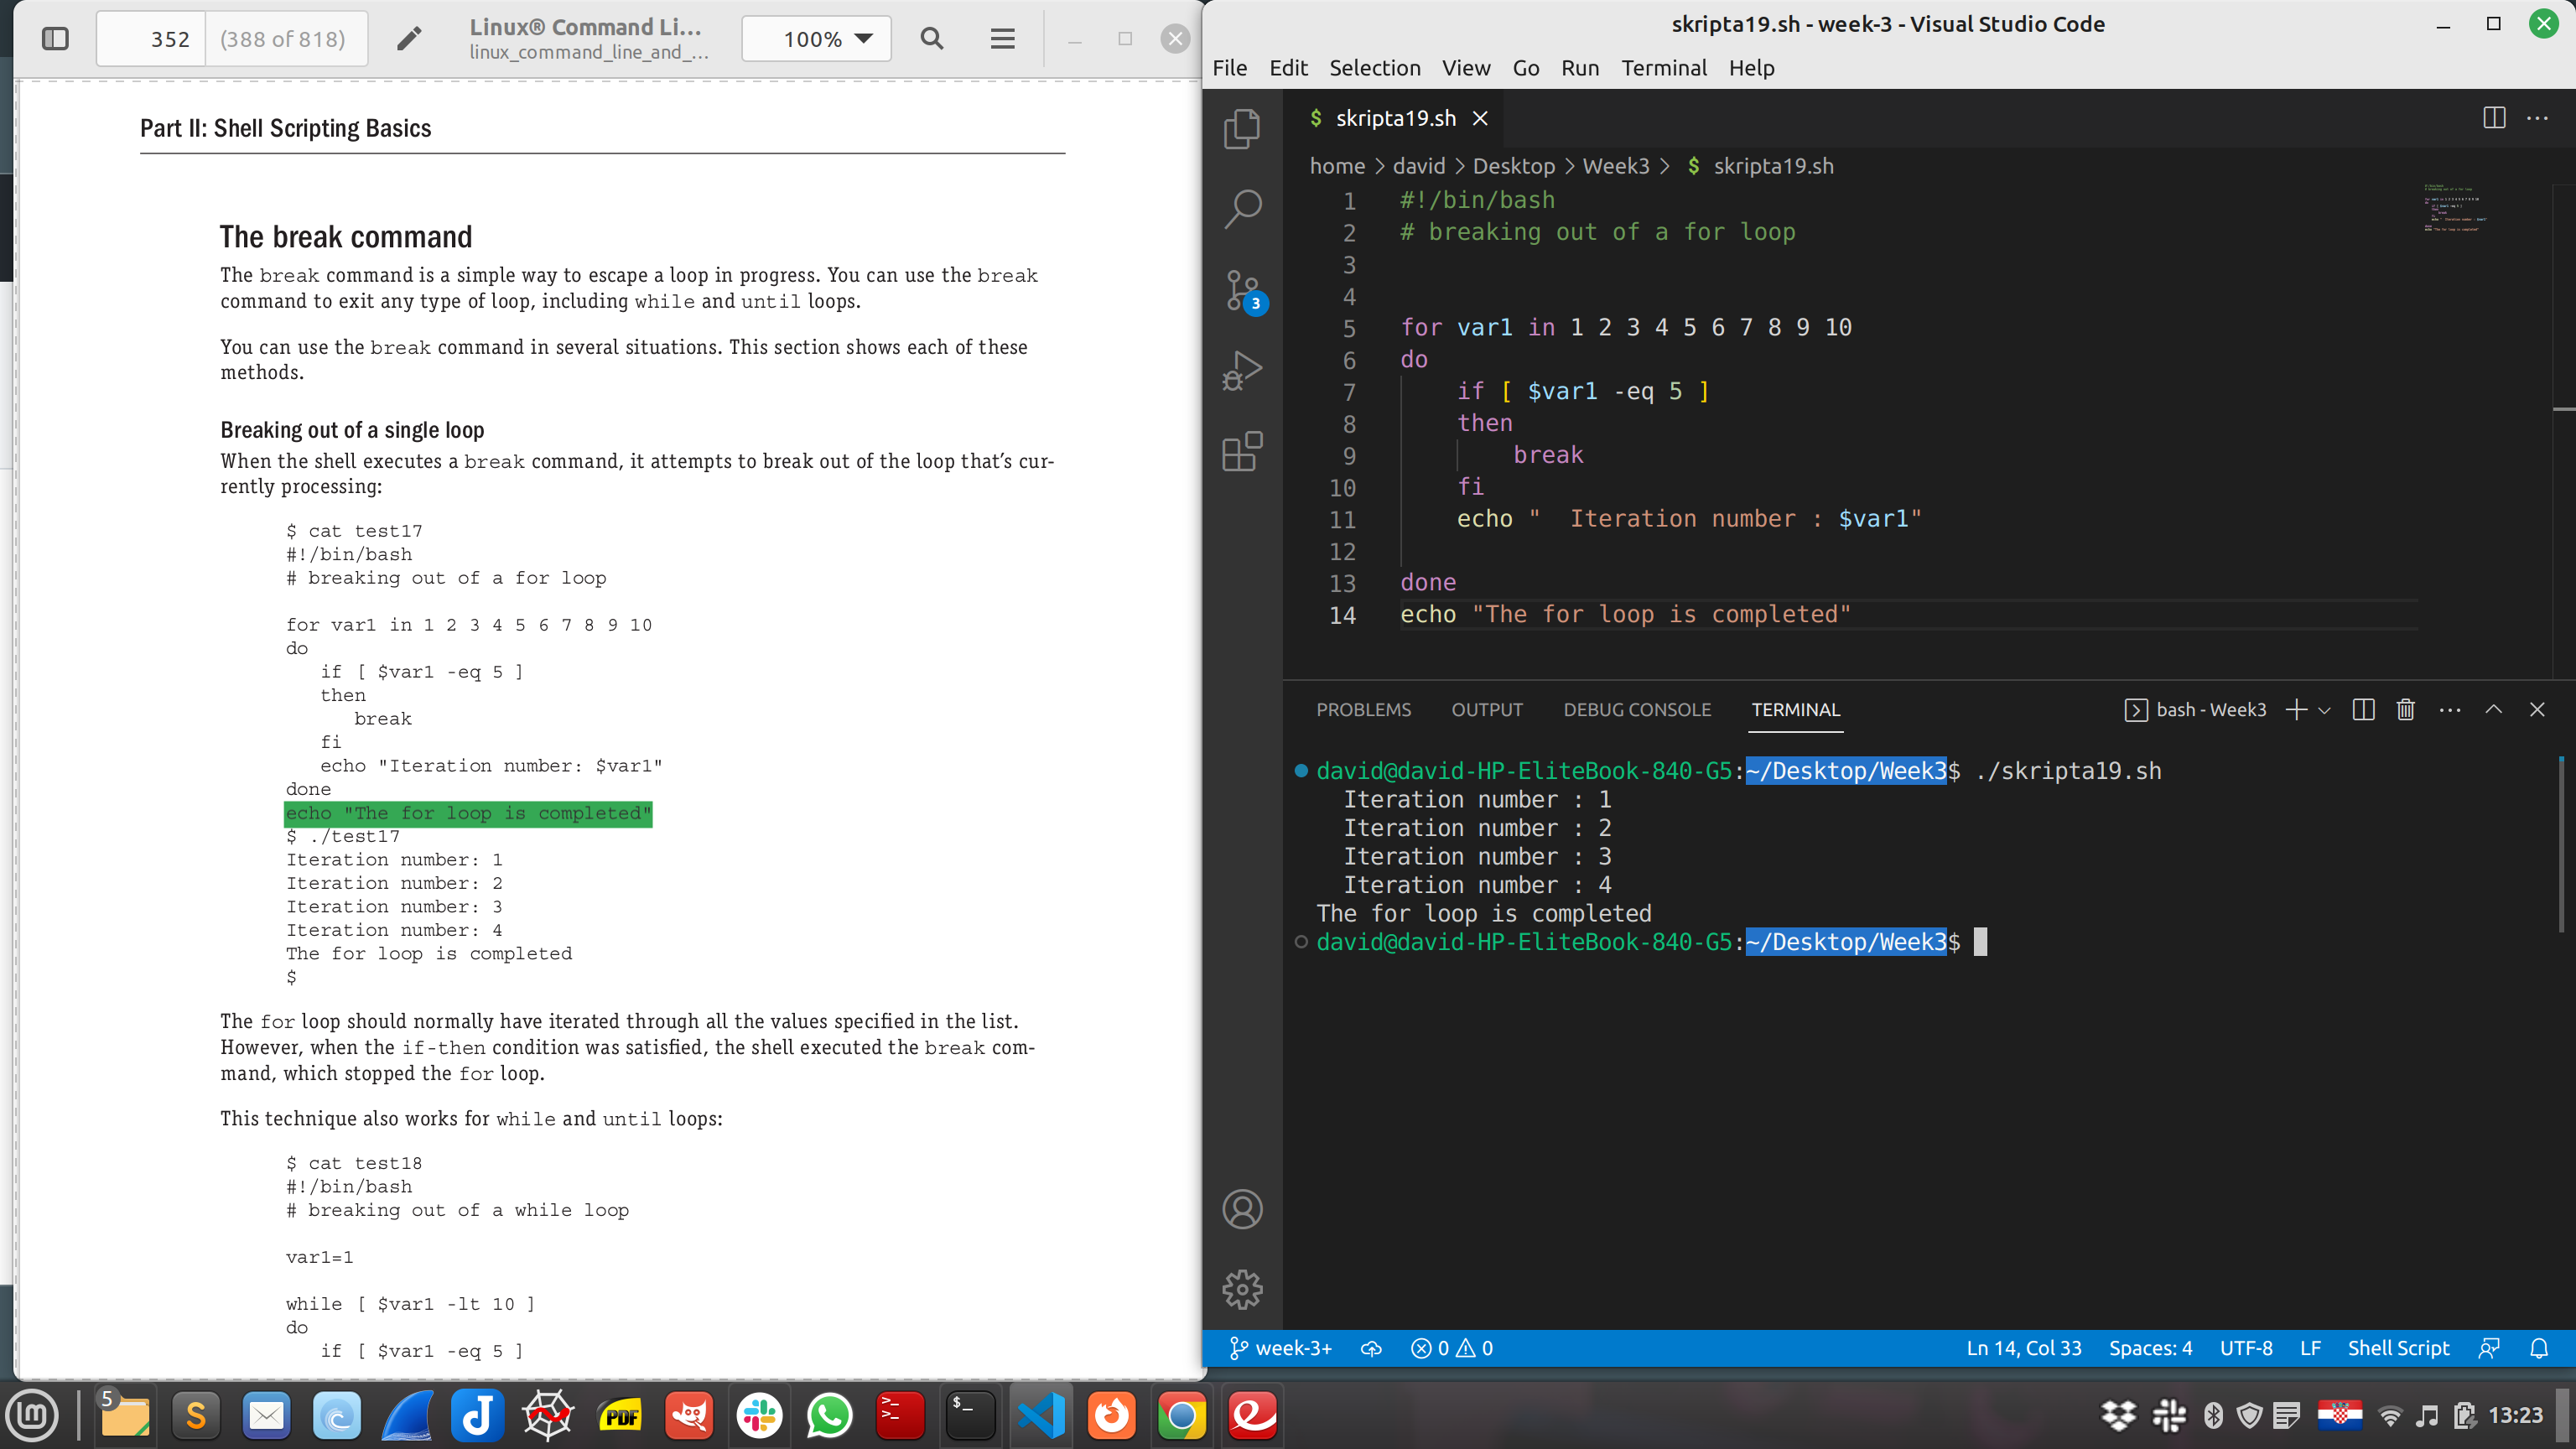 352
(388 of 818)
Linux® Command Li...
linux_command_line_and_...
100%
Part II: Shell Scripting Basics
The break command
The break command is a simple way to escape a loop in progress. You can use the break
command to exit any type of loop, including while and until loops.
You can use the break command in several situations. This section shows each of these
methods.
Breaking out of a single loop
When the shell executes a break command, it attempts to break out of the loop that's cur-
rently processing:
$ cat test17
#!/bin/bash
# breaking out of a for loop
for var1 in 1 2 3 4 5 6 7 8 9 10
do
if [ $var1 -eq 5 ]
then
break
fi
echo "Iteration number: $var1"
done
echo "The for loop is completed"
$ ./test17
Iteration number: 1
Iteration number: 2
Iteration number: 3
Iteration number: 4
The for loop is completed
$
The for loop should normally have iterated through all the values specified in the list.
However, when the if-then condition was satisfied, the shell executed the break com-
mand, which stopped the for loop.
This technique also works for while and until loops:
$ cat test18
#!/bin/bash
# breaking out of a while loop
var1=1
while [ $var1 -lt 10 ]
do
if [ $var1 -eq 5 ]
skripta19.sh - week-3 - Visual Studio Code
File Edit Selection View Go Run Terminal Help
$ skripta19.sh
home > david > Desktop > Week3 > $ skripta19.sh
1 #!/bin/bash
2 # breaking out of a for loop
3
4
5 for var1 in 1 2 3 4 5 6 7 8 9 10
6 do
7 if [ $var1 -eq 5 ]
8 then
9 break
10 fi
11 echo "  Iteration number : $var1"
12
13 done
14 echo "The for loop is completed"
3
PROBLEMS OUTPUT DEBUG CONSOLE TERMINAL
bash - Week3
david@david-HP-EliteBook-840-G5:~/Desktop/Week3$ ./skripta19.sh
Iteration number : 1
Iteration number : 2
Iteration number : 3
Iteration number : 4
The for loop is completed
david@david-HP-EliteBook-840-G5:~/Desktop/Week3$
week-3+ 0 0 Ln 14, Col 33 Spaces: 4 UTF-8 LF Shell Script
5
S
PDF
$_
13:23